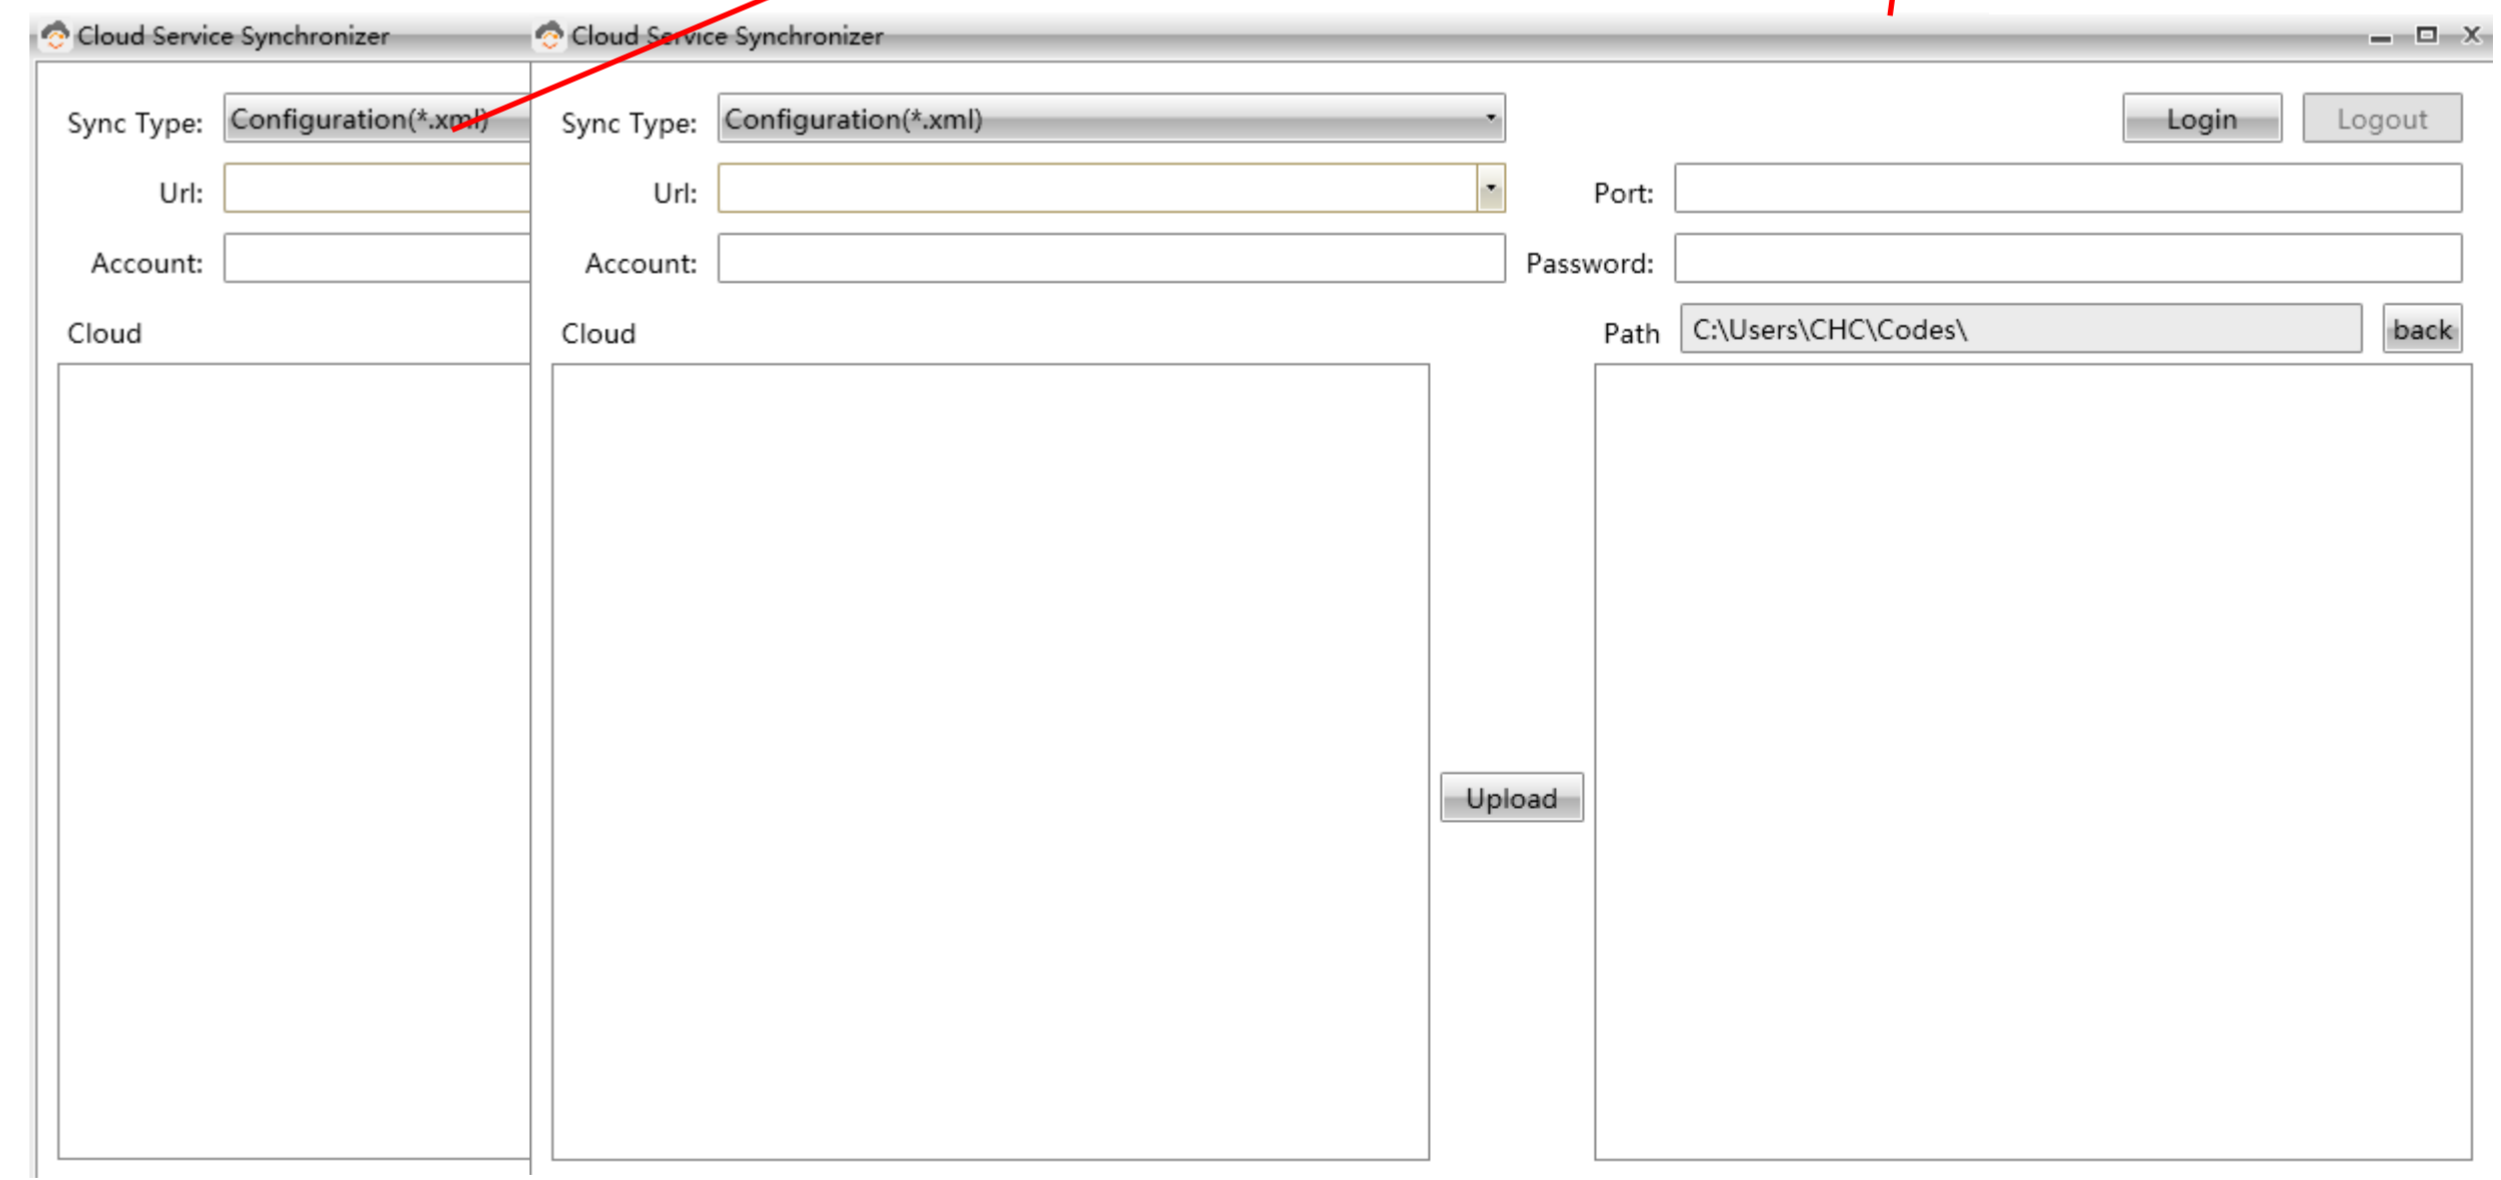 Cloud Service Synchronizer
Sync Type: Configuration(*.xml)
Url:
Account:
Cloud
Cloud Service Synchronizer
Sync Type: Configuration(*.xml)
Login Logout
Url:
Port:
Account:
Password:
Cloud
Path C:\Users\CHC\Codes\ back
Upload